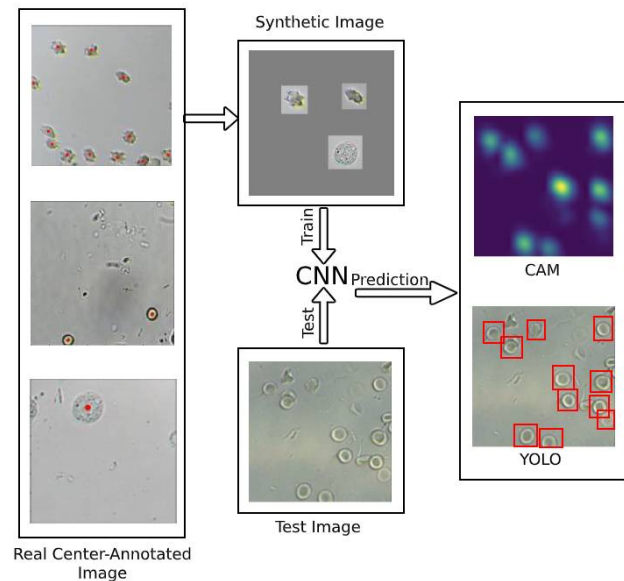 Synthetic Image
Train
CNN
Prediction
Test
CAM
YOLO
Test Image
Real Center-Annotated
Image